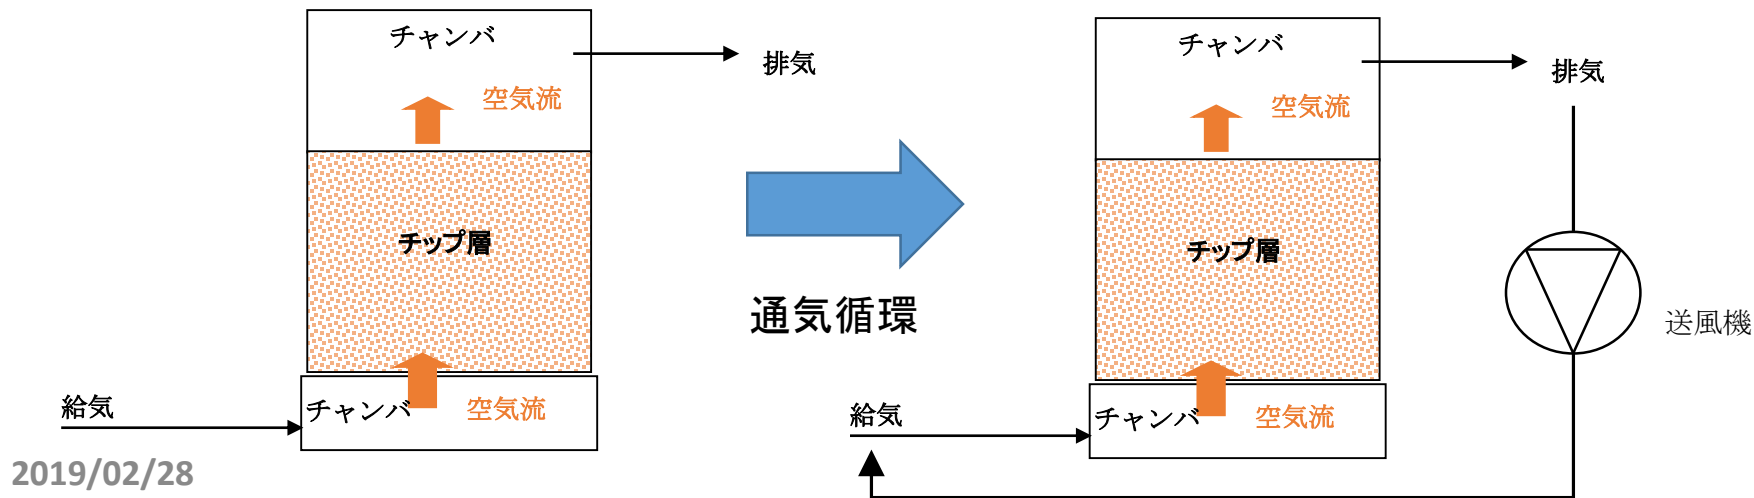 チャンバ
排気
空気流
チップ層
給気
チャンバ
空気流
2019/02/28
通気循環
チャンバ
排気
空気流
チップ層
送風機
給気
チャンバ
空気流